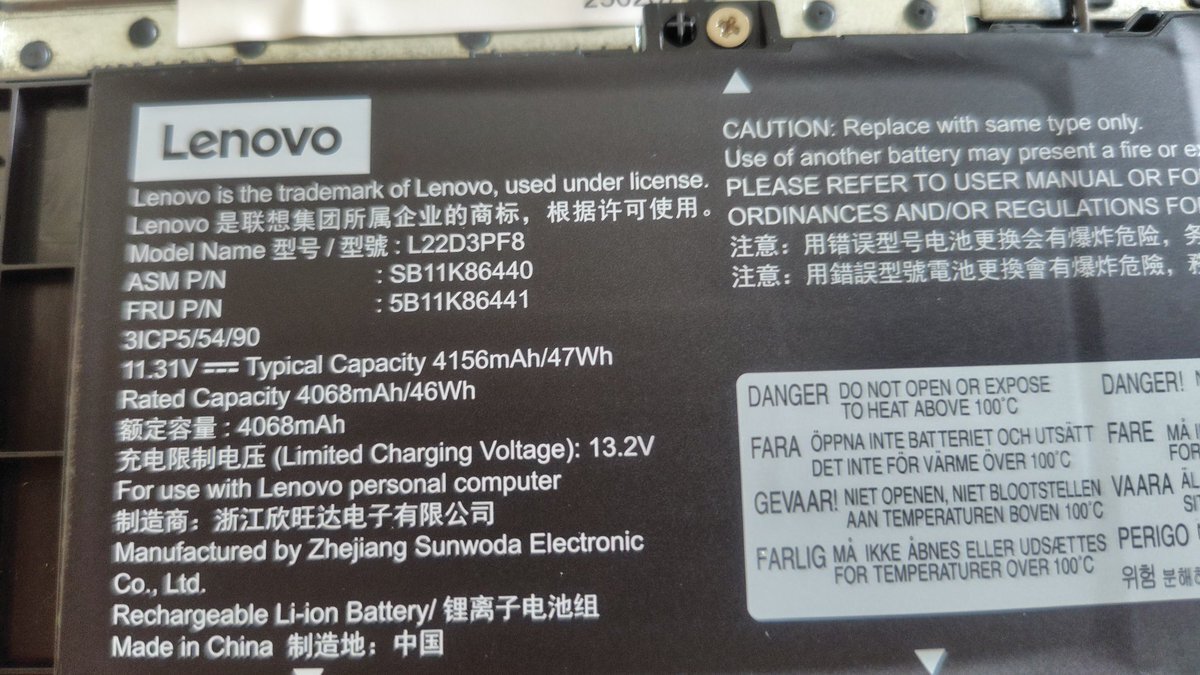 Lenovo
Lenovo is the trademark of Lenovo, used under license.
Lenovo 是联想集团所属企业的商标，根据许可使用。
Model Name 型号 / 型號 : L22D3PF8
ASM P/N : SB11K86440
FRU P/N : 5B11K86441
3ICP5/54/90
11.31V ⎓ Typical Capacity 4156mAh/47Wh
Rated Capacity 4068mAh/46Wh
额定容量 : 4068mAh
充电限制电压 (Limited Charging Voltage): 13.2V
For use with Lenovo personal computer
制造商：浙江欣旺达电子有限公司
Manufactured by Zhejiang Sunwoda Electronic
Co., Ltd.
Rechargeable Li-ion Battery/ 锂离子电池组
Made in China 制造地：中国
CAUTION: Replace with same type only.
Use of another battery may present a fire or
PLEASE REFER TO USER MANUAL OR
ORDINANCES AND/OR REGULATIONS
注意：用错误型号电池更换会有爆炸危险，
注意：用錯誤型號電池更換會有爆炸危險，
DANGER DO NOT OPEN OR EXPOSE
TO HEAT ABOVE 100°C
FARA ÖPPNA INTE BATTERIET OCH UTSÄTT
DET INTE FÖR VÄRME ÖVER 100°C
GEVAAR! NIET OPENEN, NIET BLOOTSTELLEN
AAN TEMPERATUREN BOVEN 100°C
FARLIG MÅ IKKE ÅBNES ELLER UDSÆTTES
FOR TEMPERATURER OVER 100°C
DANGER!
FARE MÅ
VAARA
PERIGO
위험 분해